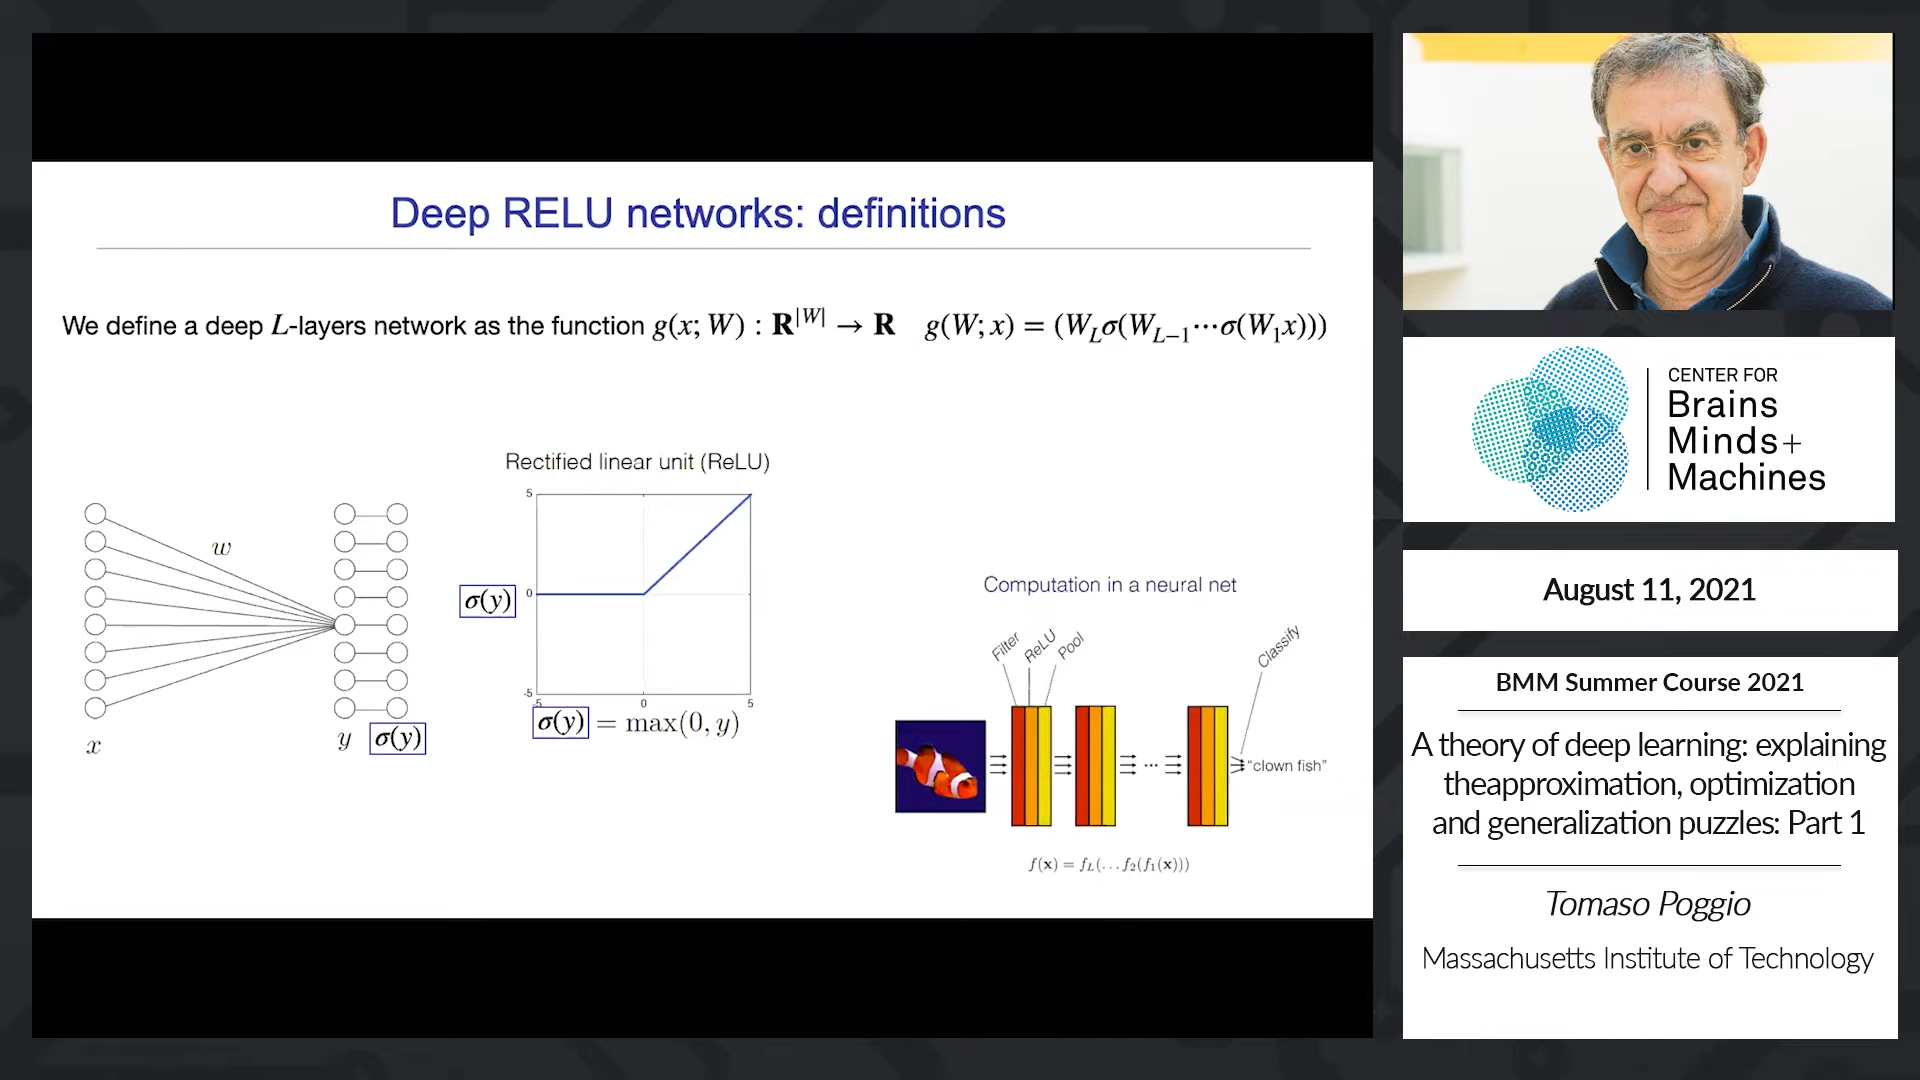 Deep RELU networks: definitions
We define a deep L-layers network as the function g(x; W) : R^|W| → R g(W; x) = (W_Lσ(W_{L−1}⋯σ(W_1x)))
Rectified linear unit (ReLU)
w
x
y
σ(y)
5
σ(y)
0
-5
-5
0
5
σ(y) = max(0, y)
Computation in a neural net
Filter
ReLU
Pool
Classify
...
"clown fish"
f(x) = f_L(...f_2(f_1(x)))
CENTER FOR
Brains
Minds+
Machines
August 11, 2021
BMM Summer Course 2021
A theory of deep learning: explaining
theapproximation, optimization
and generalization puzzles: Part 1
Tomaso Poggio
Massachusetts Institute of Technology